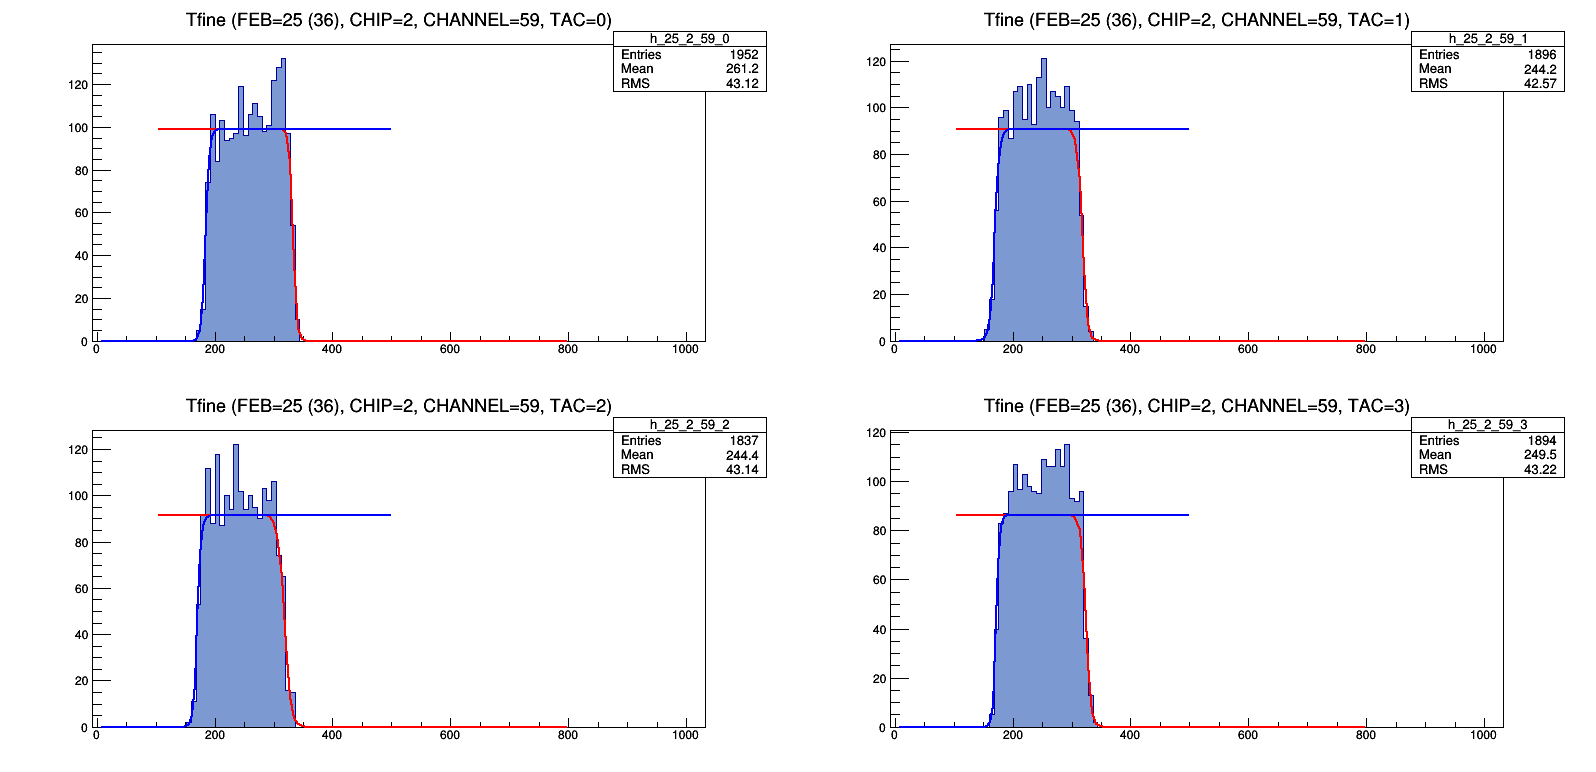 Tfine (FEB=25 (36), CHIP=2, CHANNEL=59, TAC=0)
h_25_2_59_0
Entries 1952
Mean 261.2
RMS 43.12
120
100
80
60
40
20
0
0 200 400 600 800 1000
Tfine (FEB=25 (36), CHIP=2, CHANNEL=59, TAC=1)
h_25_2_59_1
Entries 1896
Mean 244.2
RMS 42.57
120
100
80
60
40
20
0
0 200 400 600 800 1000
Tfine (FEB=25 (36), CHIP=2, CHANNEL=59, TAC=2)
h_25_2_59_2
Entries 1837
Mean 244.4
RMS 43.14
120
100
80
60
40
20
0
0 200 400 600 800 1000
Tfine (FEB=25 (36), CHIP=2, CHANNEL=59, TAC=3)
h_25_2_59_3
Entries 1894
Mean 249.5
RMS 43.22
120
100
80
60
40
20
0
0 200 400 600 800 1000